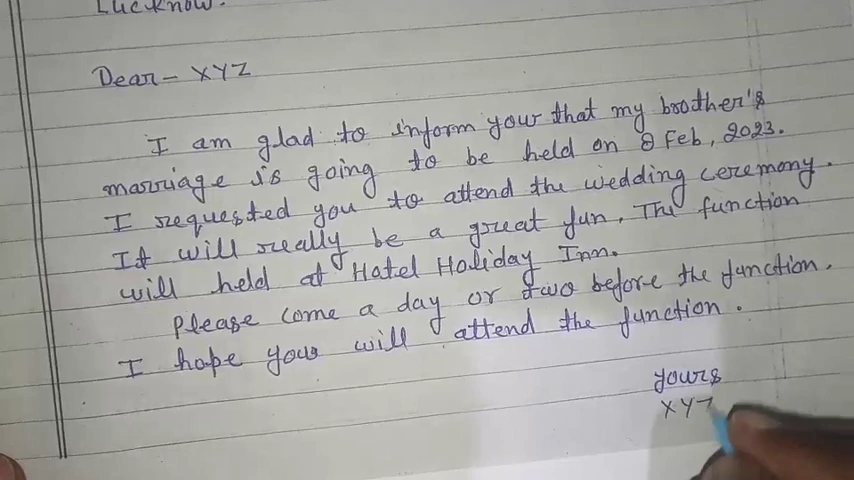 Lucknow.
Dear- XYZ
I am glad to inform your that my brother's
marriage is going to be held on 8 Feb, 2023.
I requested you to attend the wedding ceremony.
It will really be a great fun. The function
will held at Hotel Holiday Inn.
Please come a day or two before the function.
I hope your will attend the function.
yours
XYZ